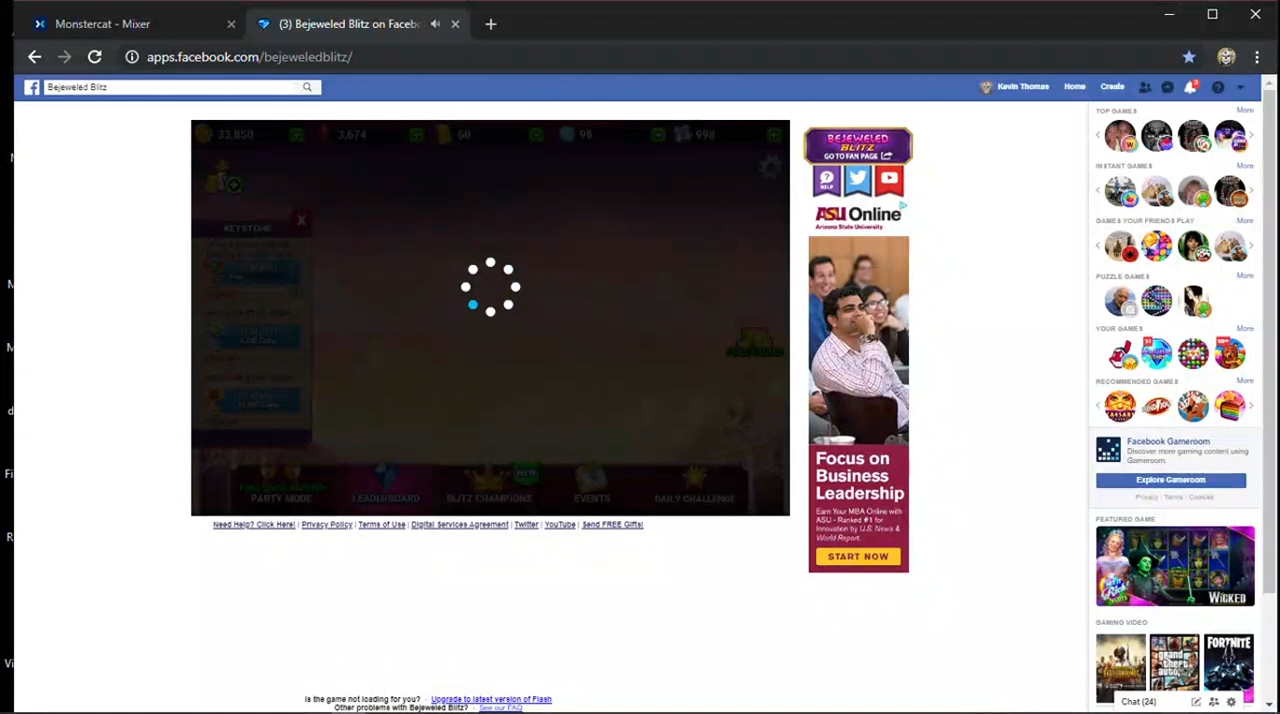 Monstercat - Mixer
(3) Bejeweled Blitz on Faceb
apps.facebook.com/bejeweledblitz/
Bejeweled Blitz
Kevin Thomas
Home
Create
33,850
3,674
60
98
998
KEYSTONE
PARTY MODE
LEADERBOARD
BLITZ CHAMPIONS
NEW
EVENTS
DAILY CHALLENGE
Need Help? Click Here! | Privacy Policy | Terms of Use | Digital Services Agreement | Twitter | YouTube | Send FREE Gifts!
Is the game not loading for you? - Upgrade to latest version of Flash
Other problems with Bejeweled Blitz? - See our FAQ
BEJEWELED
BLITZ
GO TO FAN PAGE
HELP
ASU Online
Arizona State University
Focus on
Business
Leadership
Earn Your MBA Online with
ASU - Ranked #1 for
Innovation by U.S. News &
World Report.
START NOW
TOP GAMES
More
INSTANT GAMES
More
GAMES YOUR FRIENDS PLAY
More
PUZZLE GAMES
More
YOUR GAMES
More
RECOMMENDED GAMES
More
Facebook Gameroom
Discover more gaming content using
Gameroom.
Explore Gameroom
Privacy · Terms · Cookies
FEATURED GAME
WICKED
GAMING VIDEO
FORTNITE
Chat (24)